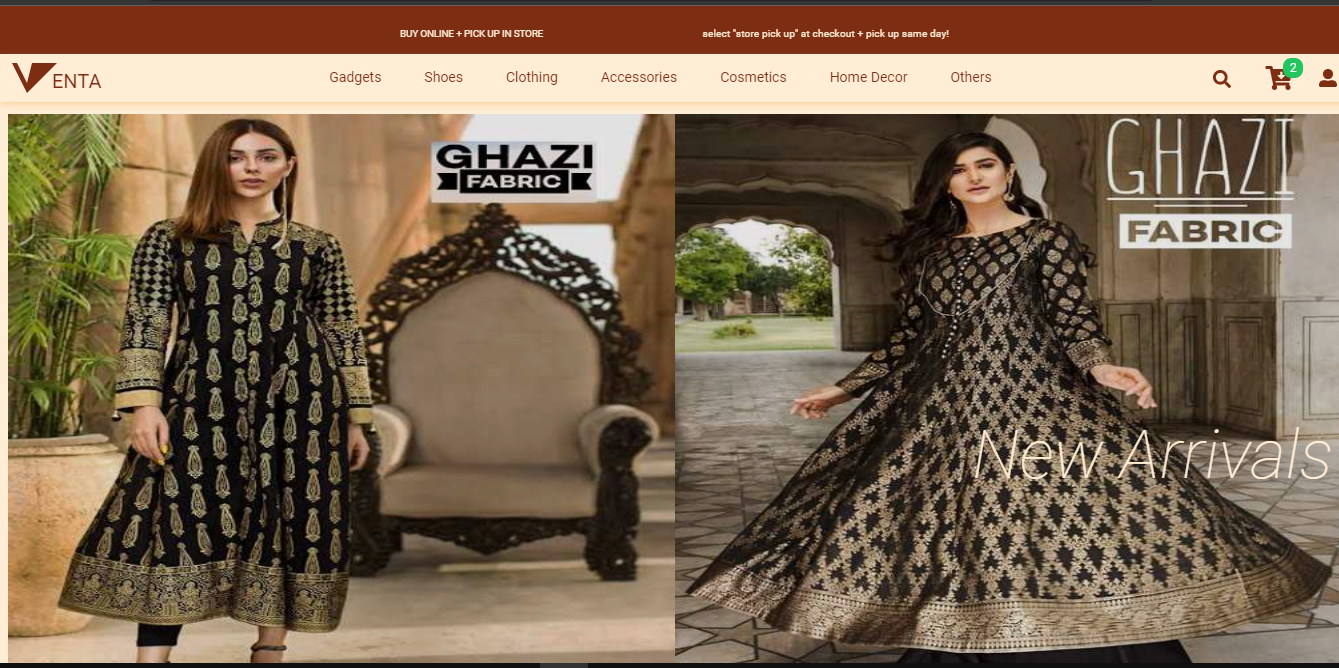 BUY ONLINE + PICK UP IN STORE
select "store pick up" at checkout + pick up same day!
VENTA
Gadgets
Shoes
Clothing
Accessories
Cosmetics
Home Decor
Others
2
GHAZI
FABRIC
GHAZI
FABRIC
New Arrivals